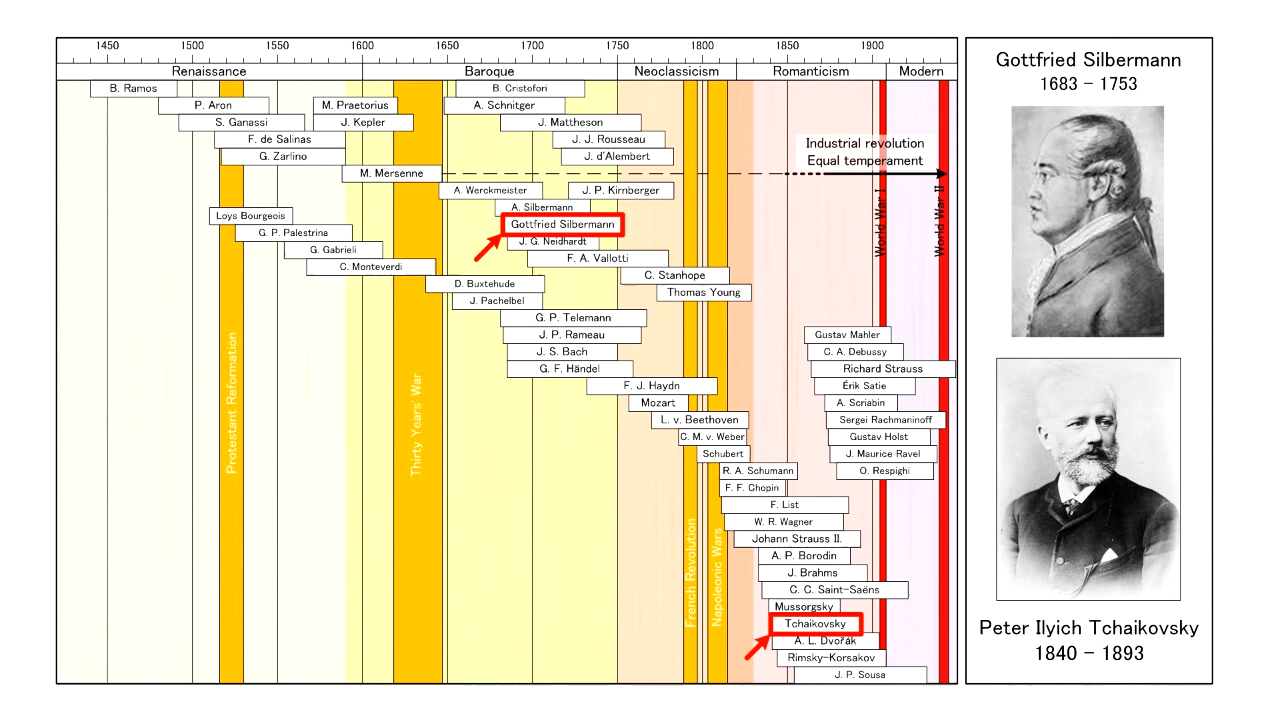 1450 1500 1550 1600 1650 1700 1750 1800 1850 1900
Renaissance Baroque Neoclassicism Romanticism Modern
B. Ramos B. Cristofori
P. Aron M. Praetorius A. Schnitger
S. Ganassi J. Kepler J. Mattheson
F. de Salinas J. J. Rousseau
G. Zarlino J. d'Alembert
Industrial revolution
Equal temperament
M. Mersenne
A. Werckmeister J. P. Kirnberger
A. Silbermann
Loys Bourgeois Gottfried Silbermann
G. P. Palestrina J. G. Neidhardt
G. Gabrieli F. A. Vallotti
C. Monteverdi C. Stanhope
D. Buxtehude Thomas Young
J. Pachelbel
G. P. Telemann
J. P. Rameau Gustav Mahler
J. S. Bach C. A. Debussy
G. F. Händel Richard Strauss
F. J. Haydn Érik Satie
Mozart A. Scriabin
L. v. Beethoven Sergei Rachmaninoff
C. M. v. Weber Gustav Holst
Schubert J. Maurice Ravel
R. A. Schumann O. Respighi
F. F. Chopin
F. List
W. R. Wagner
Johann Strauss II.
A. P. Borodin
J. Brahms
C. C. Saint-Saëns
Mussorgsky
Tchaikovsky
A. L. Dvořák
Rimsky-Korsakov
J. P. Sousa
Protestant Reformation
Thirty Years' War
French Revolution
Napoleonic Wars
World War I
World War II
Gottfried Silbermann
1683 - 1753
Peter Ilyich Tchaikovsky
1840 - 1893